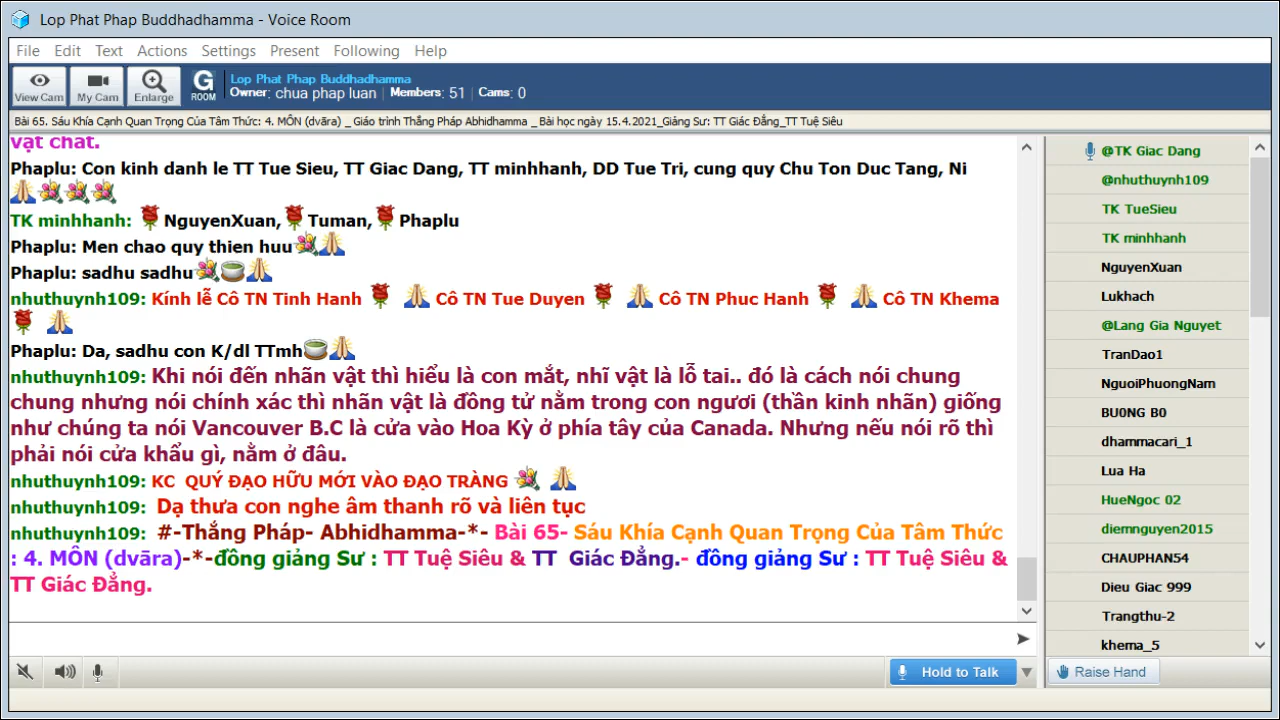 Lop Phat Phap Buddhadhamma - Voice Room
File Edit Text Actions Settings Present Following Help
View Cam My Cam Enlarge G ROOM
Lop Phat Phap Buddhadhamma
Owner: chua phap luan Members: 51 Cams: 0
Bài 65. Sáu Khía Cạnh Quan Trọng Của Tâm Thức: 4. MÔN (dvāra) _ Giáo trình Thắng Pháp Abhidhamma _ Bài học ngày 15.4.2021_Giảng Sư: TT Giác Đẳng_TT Tuệ Siêu
vật chất.
Phaplu: Con kinh danh le TT Tue Sieu, TT Giac Dang, TT minhhanh, DD Tue Tri, cung quy Chu Ton Duc Tang, Ni
TK minhhanh: NguyenXuan, Tuman, Phaplu
Phaplu: Men chao quy thien huu
Phaplu: sadhu sadhu
nhuthuynh109: Kính lễ Cô TN Tinh Hanh Cô TN Tue Duyen Cô TN Phuc Hanh Cô TN Khema
Phaplu: Da, sadhu con K/dl TTmh
nhuthuynh109: Khi nói đến nhãn vật thì hiểu là con mắt, nhĩ vật là lỗ tai.. đó là cách nói chung
chung nhưng nói chính xác thì nhãn vật là đồng tử nằm trong con ngươi (thần kinh nhãn) giống
như chúng ta nói Vancouver B.C là cửa vào Hoa Kỳ ở phía tây của Canada. Nhưng nếu nói rõ thì
phải nói cửa khẩu gì, nằm ở đâu.
nhuthuynh109: KC QUÝ ĐẠO HỮU MỚI VÀO ĐẠO TRÀNG
nhuthuynh109: Dạ thưa con nghe âm thanh rõ và liên tục
nhuthuynh109: #-Thắng Pháp- Abhidhamma-*- Bài 65- Sáu Khía Cạnh Quan Trọng Của Tâm Thức
: 4. MÔN (dvāra)-*-đồng giảng Sư : TT Tuệ Siêu & TT Giác Đẳng.- đồng giảng Sư : TT Tuệ Siêu &
TT Giác Đẳng.
Hold to Talk
@TK Giac Dang
@nhuthuynh109
TK TueSieu
TK minhhanh
NguyenXuan
Lukhach
@Lang Gia Nguyet
TranDao1
NguoiPhuongNam
BU0NG B0
dhammacari_1
Lua Ha
HueNgoc 02
diemnguyen2015
CHAUPHAN54
Dieu Giac 999
Trangthu-2
khema_5
Raise Hand